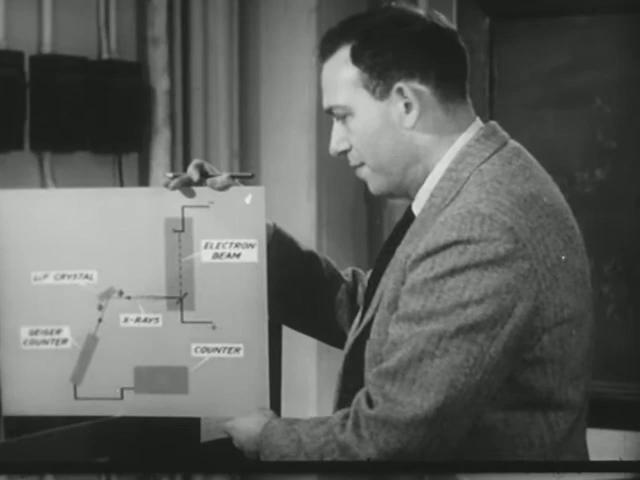 ELECTRON
BEAM
LiF CRYSTAL
X-RAYS
GEIGER
COUNTER
COUNTER